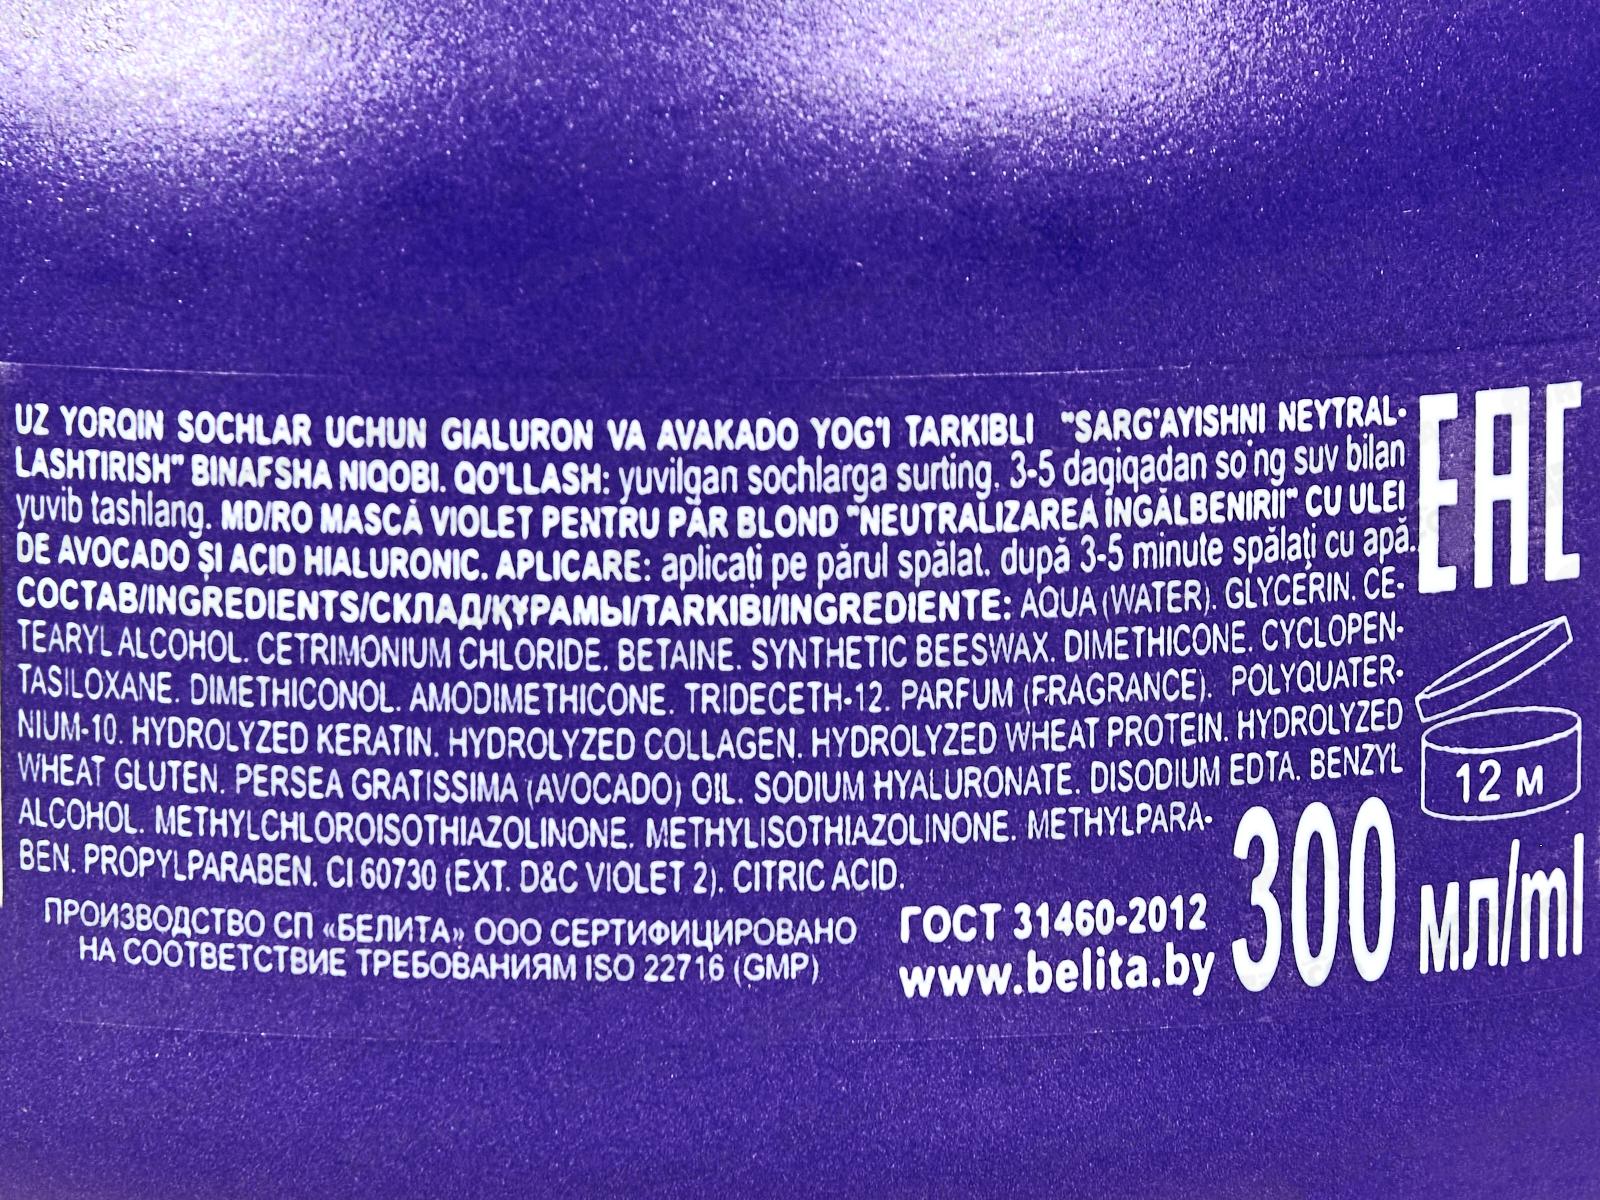 UZ YORQIN SOCHLAR UCHUN GIALURON VA AVAKADO YOG'I TARKIBLI "SARG'AYISHNI NEYTRAL-
LASHTIRISH" BINAFSHA NIQOBI. QO'LLASH: yuvilgan sochlarga surting. 3-5 daqiqadan so'ng suv bilan
yuvib tashlang. MD/RO MASCĂ VIOLET PENTRU PĂR BLOND "NEUTRALIZAREA INGĂLBENIRII" CU ULEI
DE AVOCADO ȘI ACID HIALURONIC. APLICARE: aplicați pe părul spălat. după 3-5 minute spălați cu apă.
СОСТАВ/INGREDIENTS/СКЛАД/ҚҰРАМЫ/TARKIBI/INGREDIENTE: AQUA (WATER). GLYCERIN. CE-
TEARYL ALCOHOL. CETRIMONIUM CHLORIDE. BETAINE. SYNTHETIC BEESWAX. DIMETHICONE. CYCLOPEN-
TASILOXANE. DIMETHICONOL. AMODIMETHICONE. TRIDECETH-12. PARFUM (FRAGRANCE). POLYQUATER-
NIUM-10. HYDROLYZED KERATIN. HYDROLYZED COLLAGEN. HYDROLYZED WHEAT PROTEIN. HYDROLYZED
WHEAT GLUTEN. PERSEA GRATISSIMA (AVOCADO) OIL. SODIUM HYALURONATE. DISODIUM EDTA. BENZYL
ALCOHOL. METHYLCHLOROISOTHIAZOLINONE. METHYLISOTHIAZOLINONE. METHYLPARA-
BEN. PROPYLPARABEN. CI 60730 (EXT. D&C VIOLET 2). CITRIC ACID.
ПРОИЗВОДСТВО СП «БЕЛИТА» ООО СЕРТИФИЦИРОВАНО
НА СООТВЕТСТВИЕ ТРЕБОВАНИЯМ ISO 22716 (GMP)
ГОСТ 31460-2012
www.belita.by
300 мл/ml
EAC
12 м